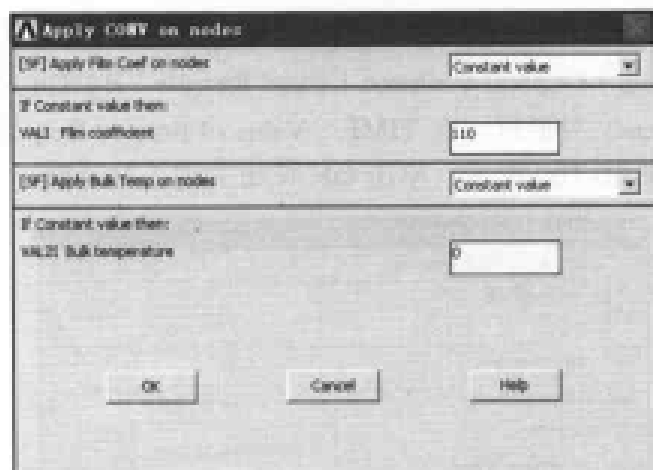 Apply CONV on nodes
[SF] Apply Film Coef on nodes
Constant value
If Constant value then:
VALI Film coefficient
110
[SF] Apply Bulk Temp on nodes
Constant value
If Constant value then:
VAL2I Bulk temperature
0
OK
Cancel
Help